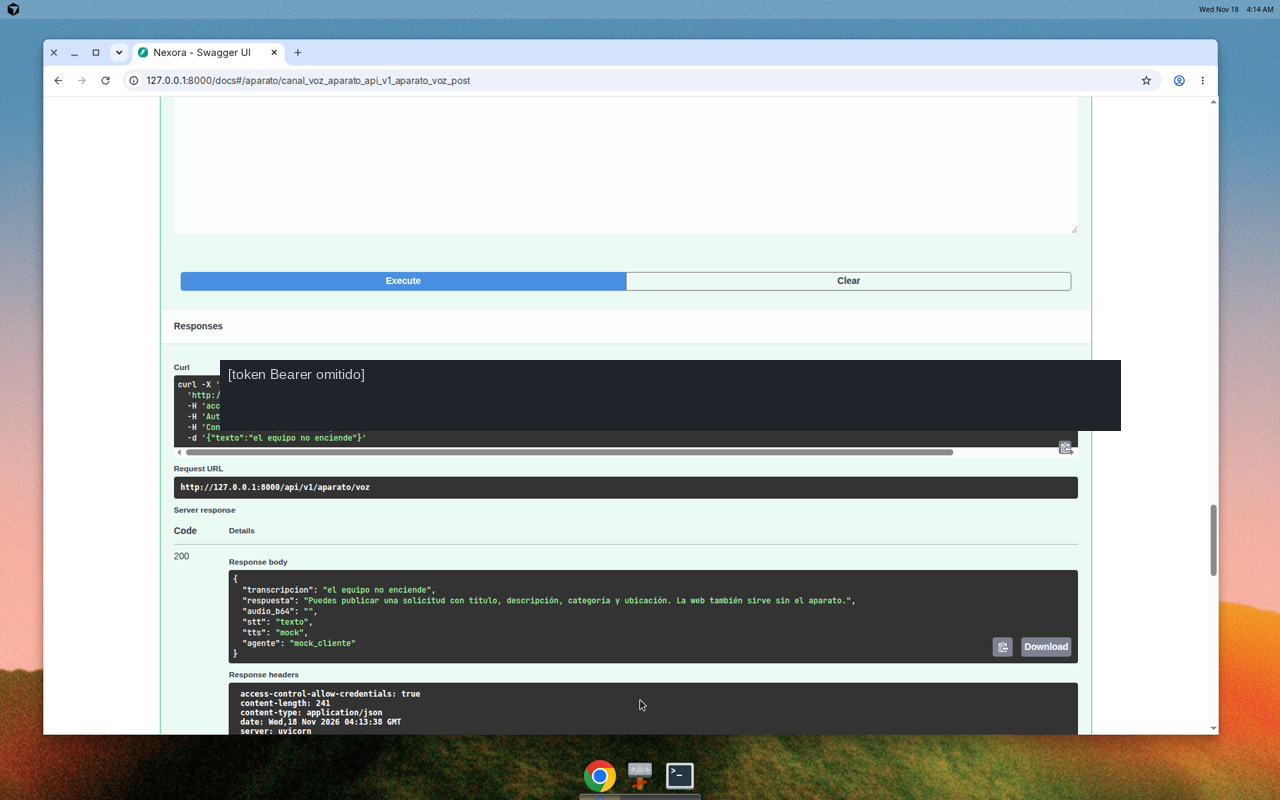 Wed Nov 18 4:14 AM
Nexora - Swagger UI
127.0.0.1:8000/docs#/aparato/canal_voz_aparato_api_v1_aparato_voz_post
Execute
Clear
Responses
Curl
[token Bearer omitido]
curl -X '
'http:/
-H 'acc
-H 'Aut
-H 'Con
-d '{"texto":"el equipo no enciende"}'
Request URL
http://127.0.0.1:8000/api/v1/aparato/voz
Server response
Code Details
200
Response body
{
"transcripcion": "el equipo no enciende",
"respuesta": "Puedes publicar una solicitud con título, descripción, categoría y ubicación. La web también sirve sin el aparato.",
"audio_b64": "",
"stt": "texto",
"tts": "mock",
"agente": "mock_cliente"
}
Download
Response headers
access-control-allow-credentials: true
content-length: 241
content-type: application/json
date: Wed,18 Nov 2026 04:13:38 GMT
server: uvicorn